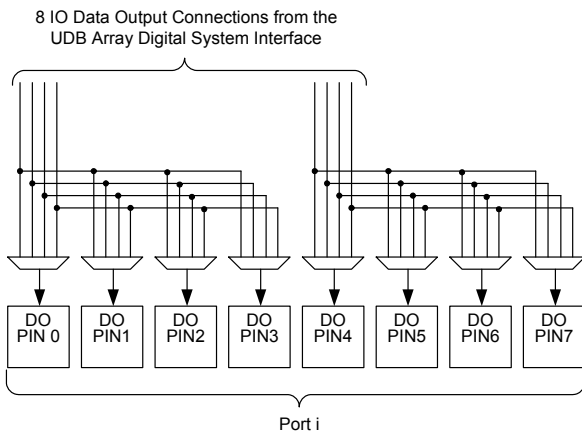 8 IO Data Output Connections from the
UDB Array Digital System Interface
DO
PIN 0
DO
PIN1
DO
PIN2
DO
PIN3
DO
PIN4
DO
PIN5
DO
PIN6
DO
PIN7
Port i